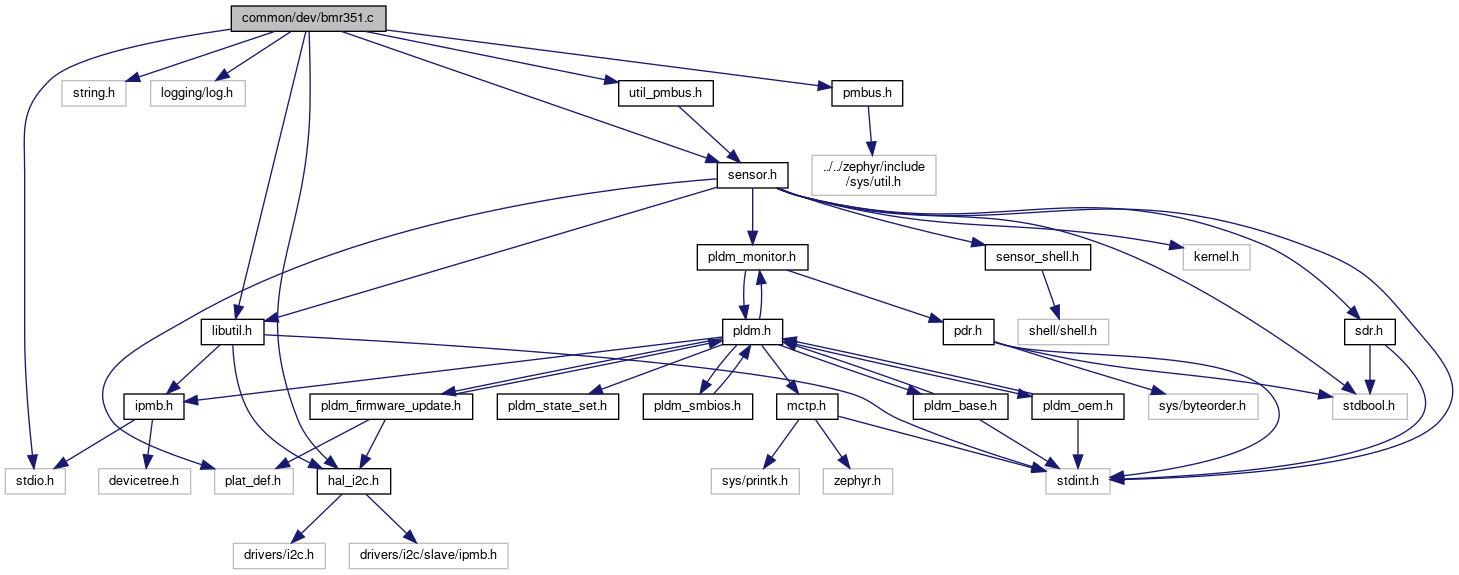 common/dev/bmr351.c
string.h
logging/log.h
util_pmbus.h
pmbus.h
sensor.h
../../zephyr/include
/sys/util.h
pldm_monitor.h
sensor_shell.h
kernel.h
libutil.h
pldm.h
pdr.h
shell/shell.h
sdr.h
ipmb.h
pldm_firmware_update.h
pldm_state_set.h
pldm_smbios.h
mctp.h
pldm_base.h
pldm_oem.h
sys/byteorder.h
stdbool.h
stdio.h
devicetree.h
plat_def.h
hal_i2c.h
sys/printk.h
zephyr.h
stdint.h
drivers/i2c.h
drivers/i2c/slave/ipmb.h